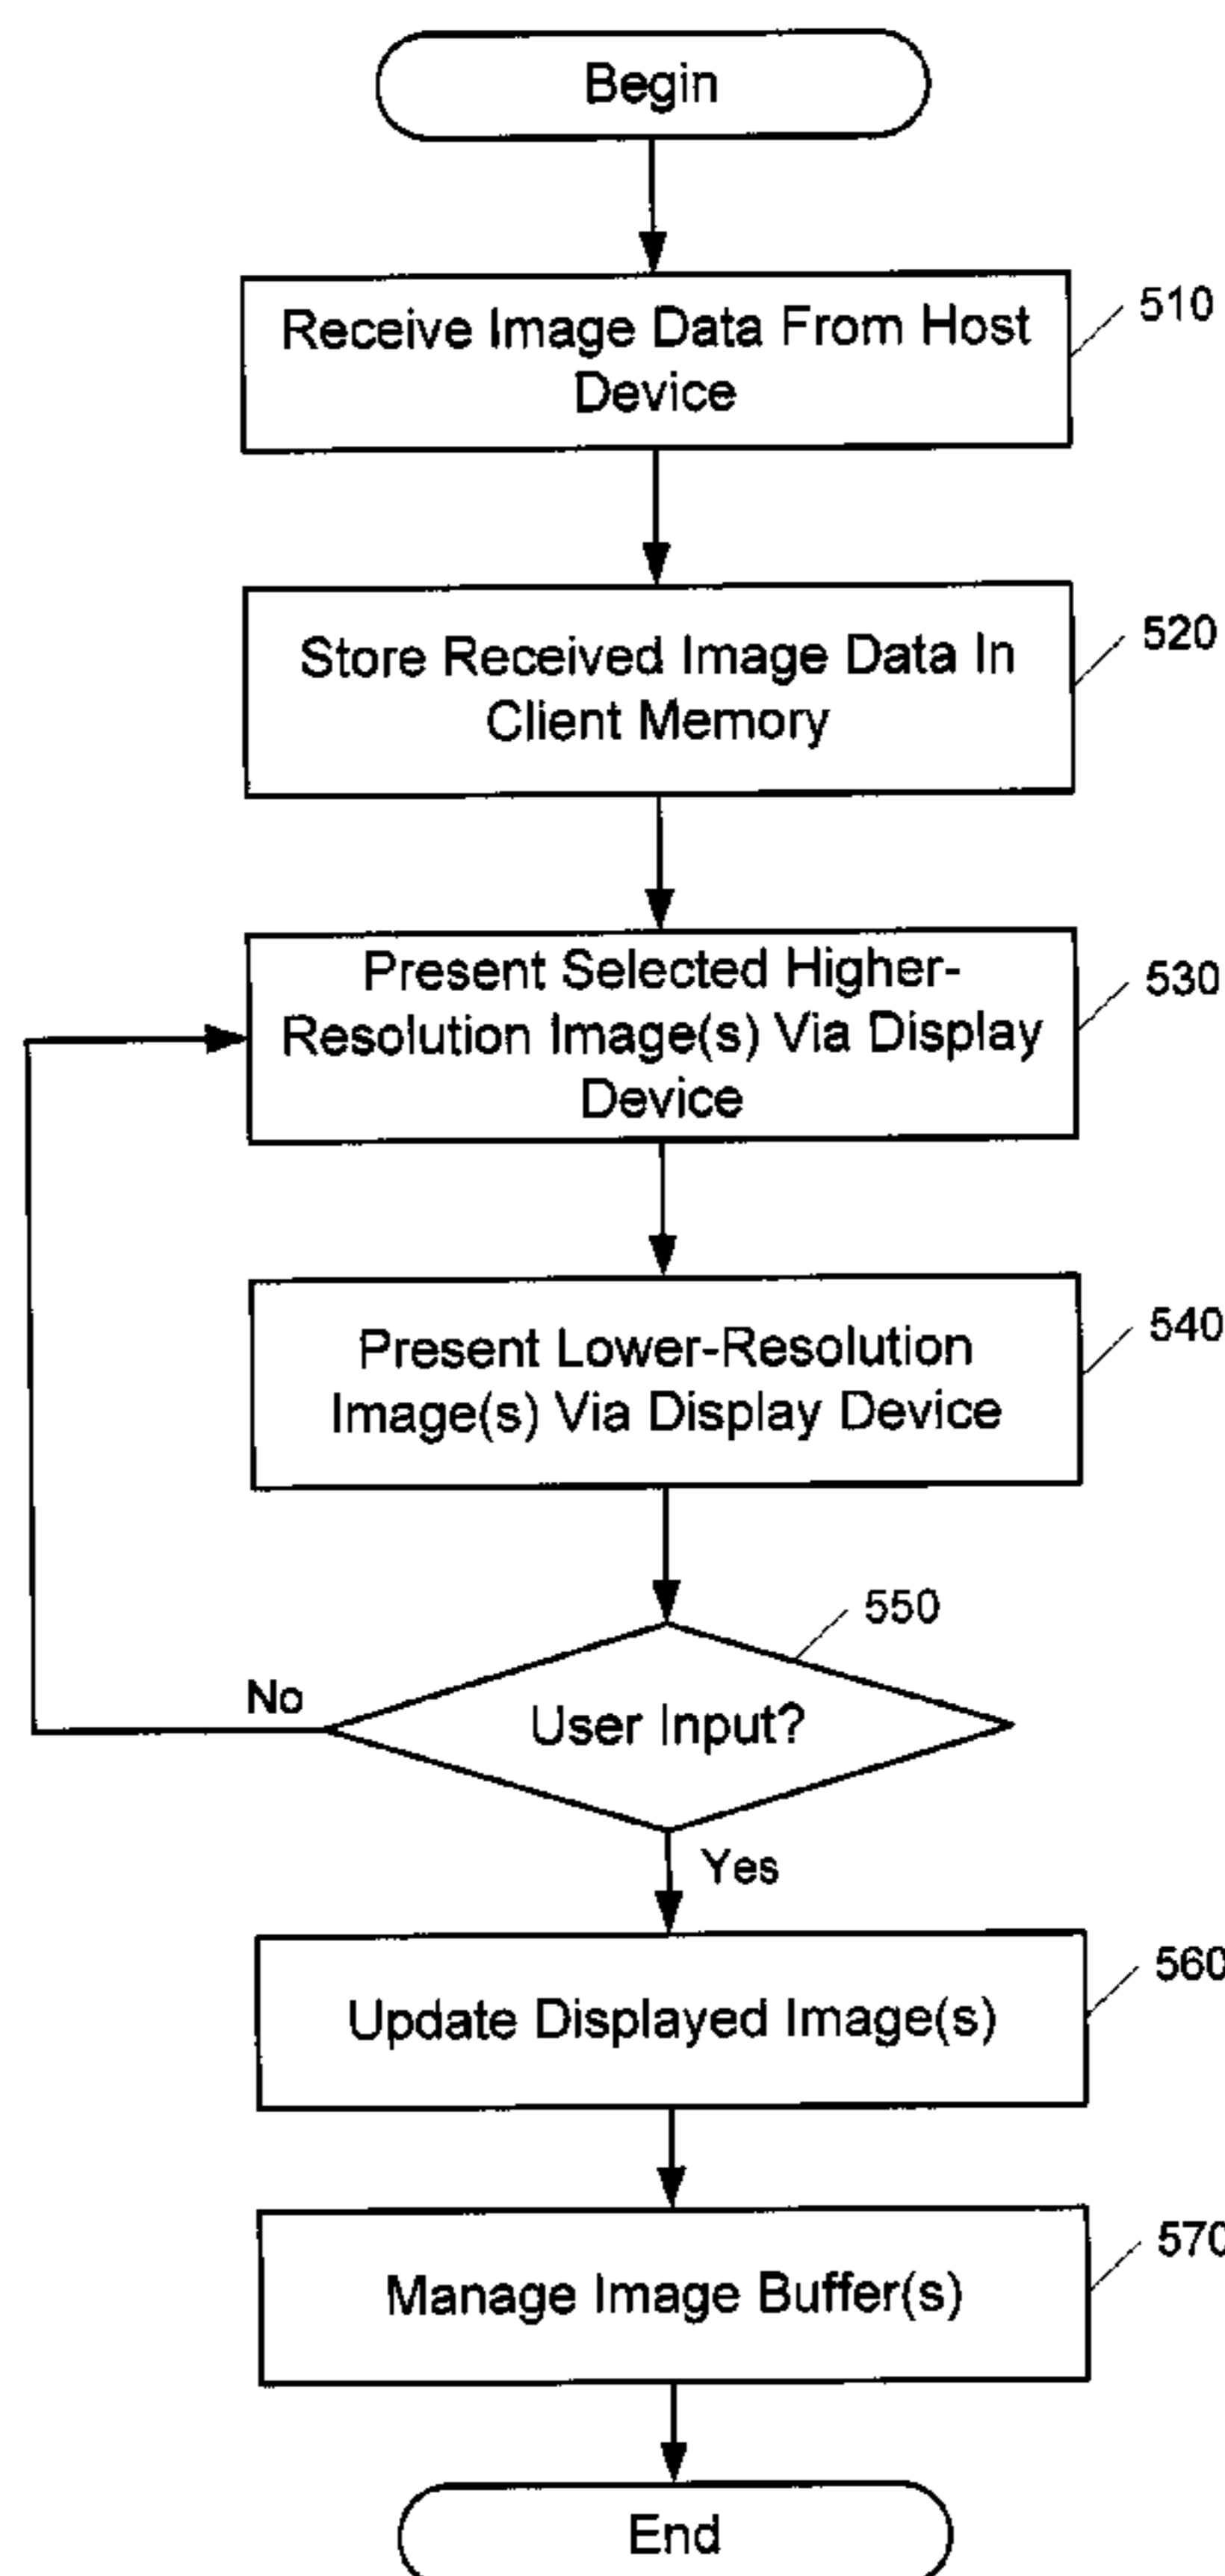 Begin
Receive Image Data From Host
Device
510
Store Received Image Data In
Client Memory
520
Present Selected Higher-
Resolution Image(s) Via Display
Device
530
Present Lower-Resolution
Image(s) Via Display Device
540
550
User Input?
No
Yes
Update Displayed Image(s)
560
Manage Image Buffer(s)
570
End